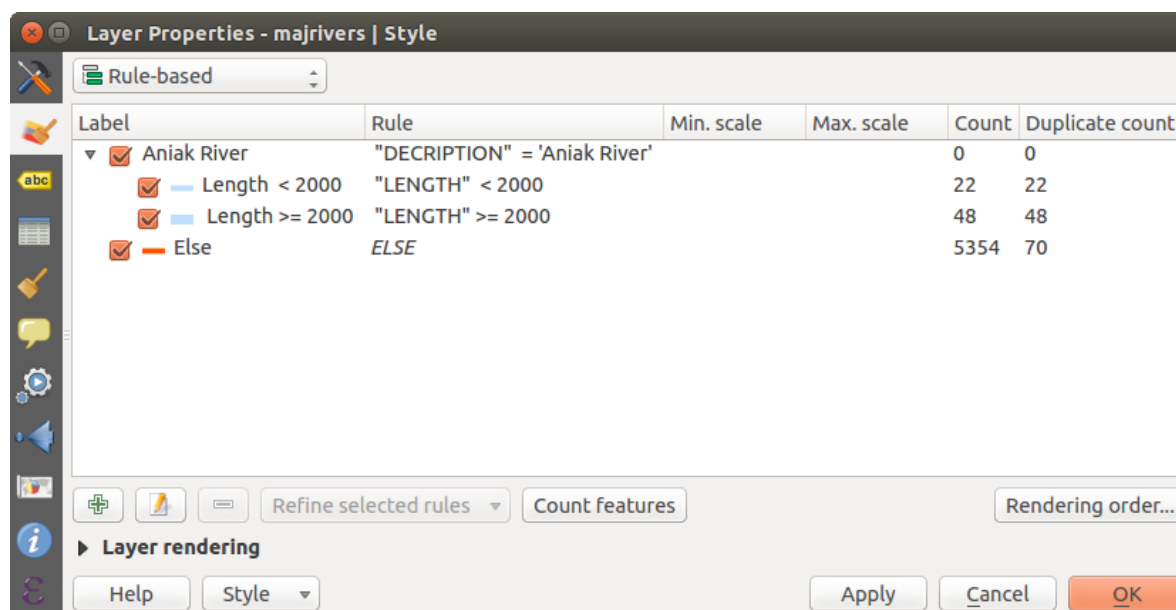 Layer Properties - majrivers | Style
Rule-based
Label Rule Min. scale Max. scale Count Duplicate count
Aniak River "DECRIPTION" = 'Aniak River' 0 0
Length < 2000 "LENGTH" < 2000 22 22
Length >= 2000 "LENGTH" >= 2000 48 48
Else ELSE 5354 70
abc
Refine selected rules Count features Rendering order...
Layer rendering
Help Style Apply Cancel OK